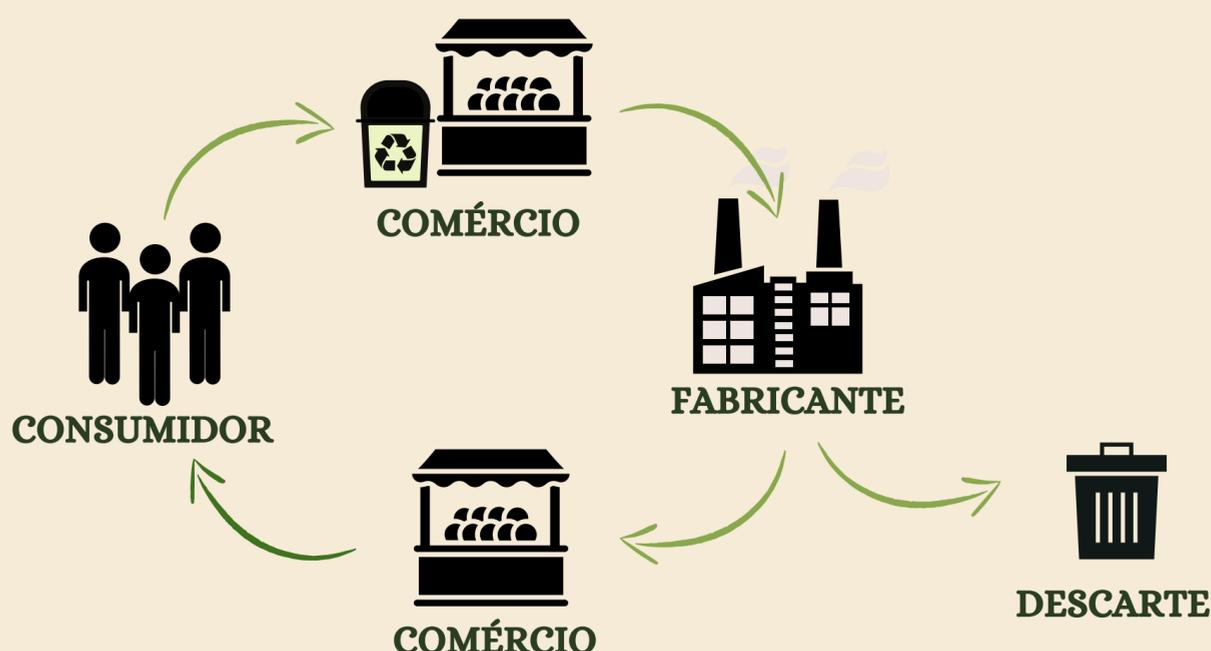 COMÉRCIO
FABRICANTE
CONSUMIDOR
DESCARTE
COMÉRCIO